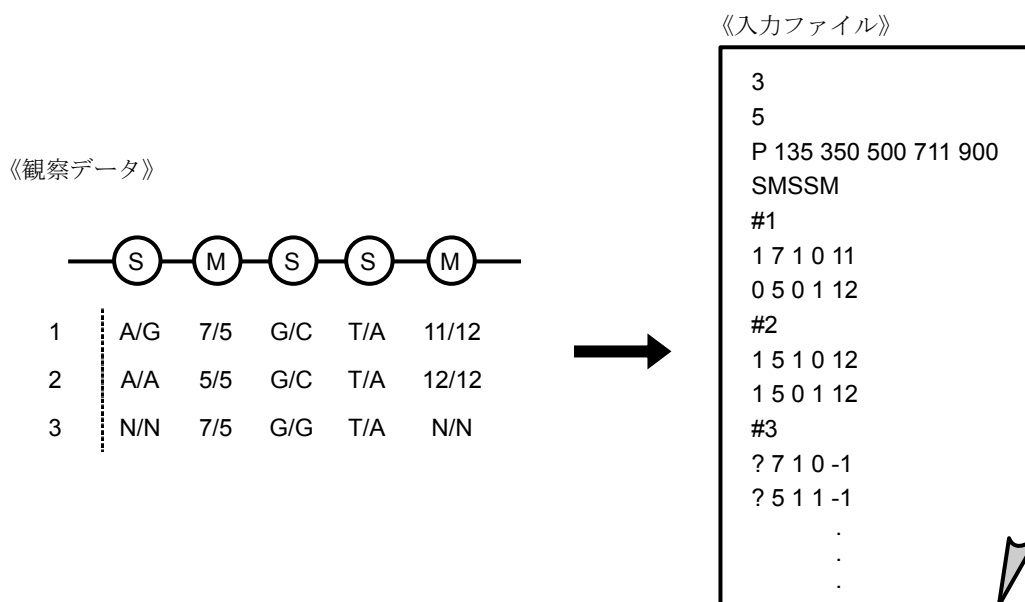 《入力ファイル》
3
5
P 135 350 500 711 900
SMSSM
#1
1 7 1 0 11
0 5 0 1 12
#2
1 5 1 0 12
1 5 0 1 12
#3
? 7 1 0 -1
? 5 1 1 -1
.
.
.
《観察データ》
S M S S M
1 A/G 7/5 G/C T/A 11/12
2 A/A 5/5 G/C T/A 12/12
3 N/N 7/5 G/G T/A N/N